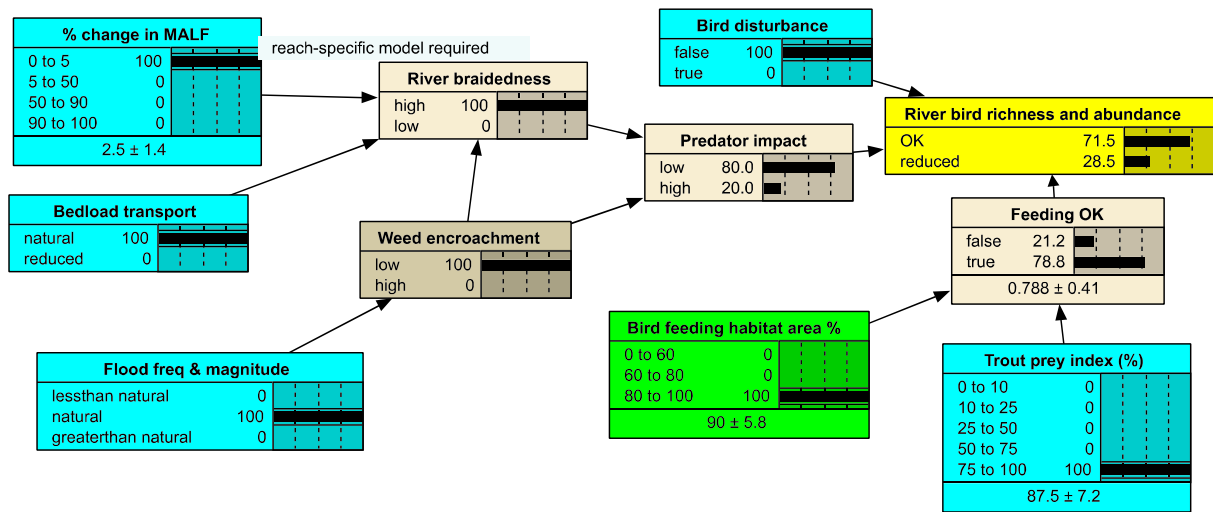 % change in MALF
0 to 5 100
5 to 50 0
50 to 90 0
90 to 100 0
2.5 ± 1.4
reach-specific model required
River braidedness
high 100
low 0
Bird disturbance
false 100
true 0
River bird richness and abundance
OK 71.5
reduced 28.5
Predator impact
low 80.0
high 20.0
Bedload transport
natural 100
reduced 0
Weed encroachment
low 100
high 0
Feeding OK
false 21.2
true 78.8
0.788 ± 0.41
Bird feeding habitat area %
0 to 60 0
60 to 80 0
80 to 100 100
90 ± 5.8
Flood freq & magnitude
lessthan natural 0
natural 100
greaterthan natural 0
Trout prey index (%)
0 to 10 0
10 to 25 0
25 to 50 0
50 to 75 0
75 to 100 100
87.5 ± 7.2